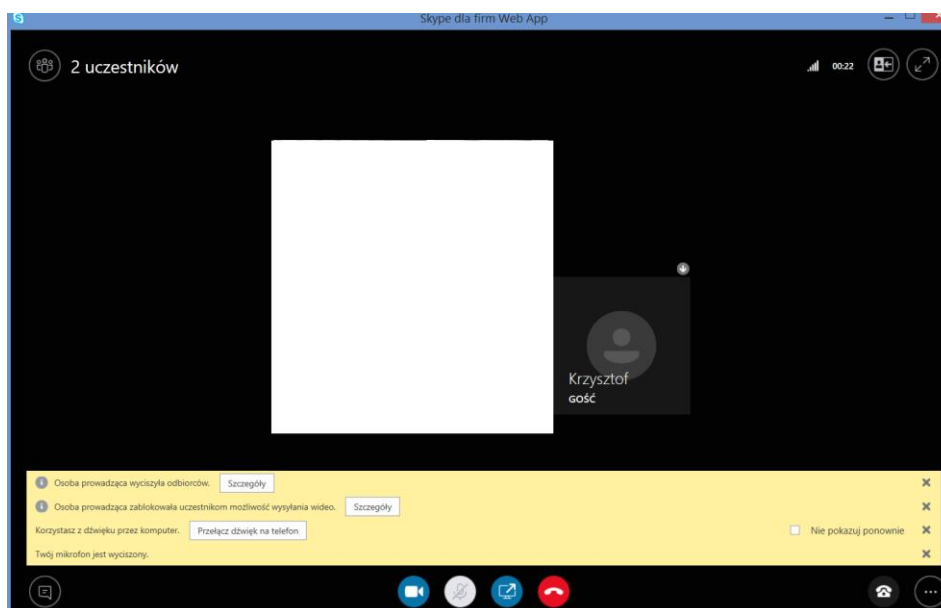 Skype dla firm Web App
2 uczestników
00:22
Krzysztof
GOŚĆ
Osoba prowadząca wyciszyła odbiorców. Szczegóły
Osoba prowadząca zablokowała uczestnikom możliwość wysyłania wideo. Szczegóły
Korzystasz z dźwięku przez komputer. Przełącz dźwięk na telefon Nie pokazuj ponownie
Twój mikrofon jest wyciszony.